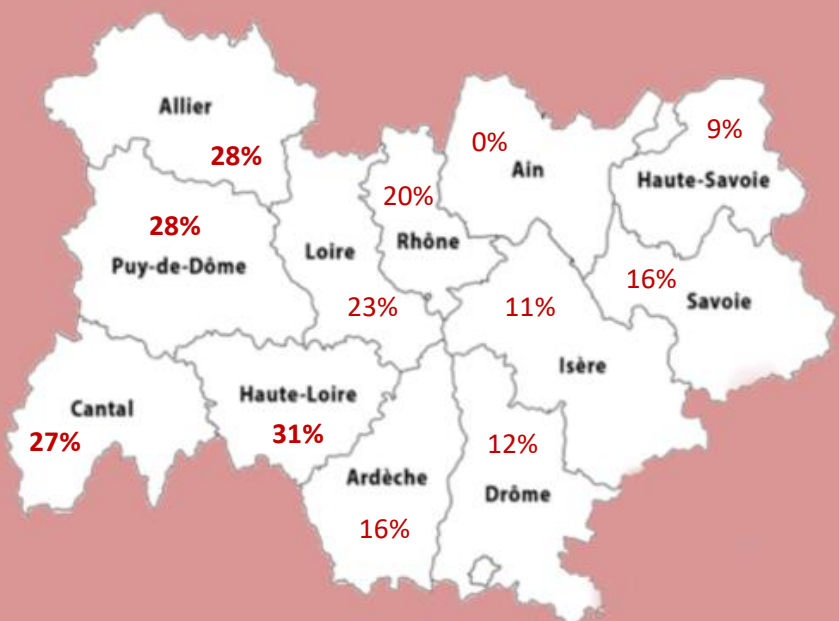 Allier
28%
28%
Puy-de-Dôme
Loire
23%
20%
Rhône
0%
Ain
9%
Haute-Savoie
16%
Savoie
11%
Isère
Cantal
27%
Haute-Loire
31%
Ardèche
16%
12%
Drôme